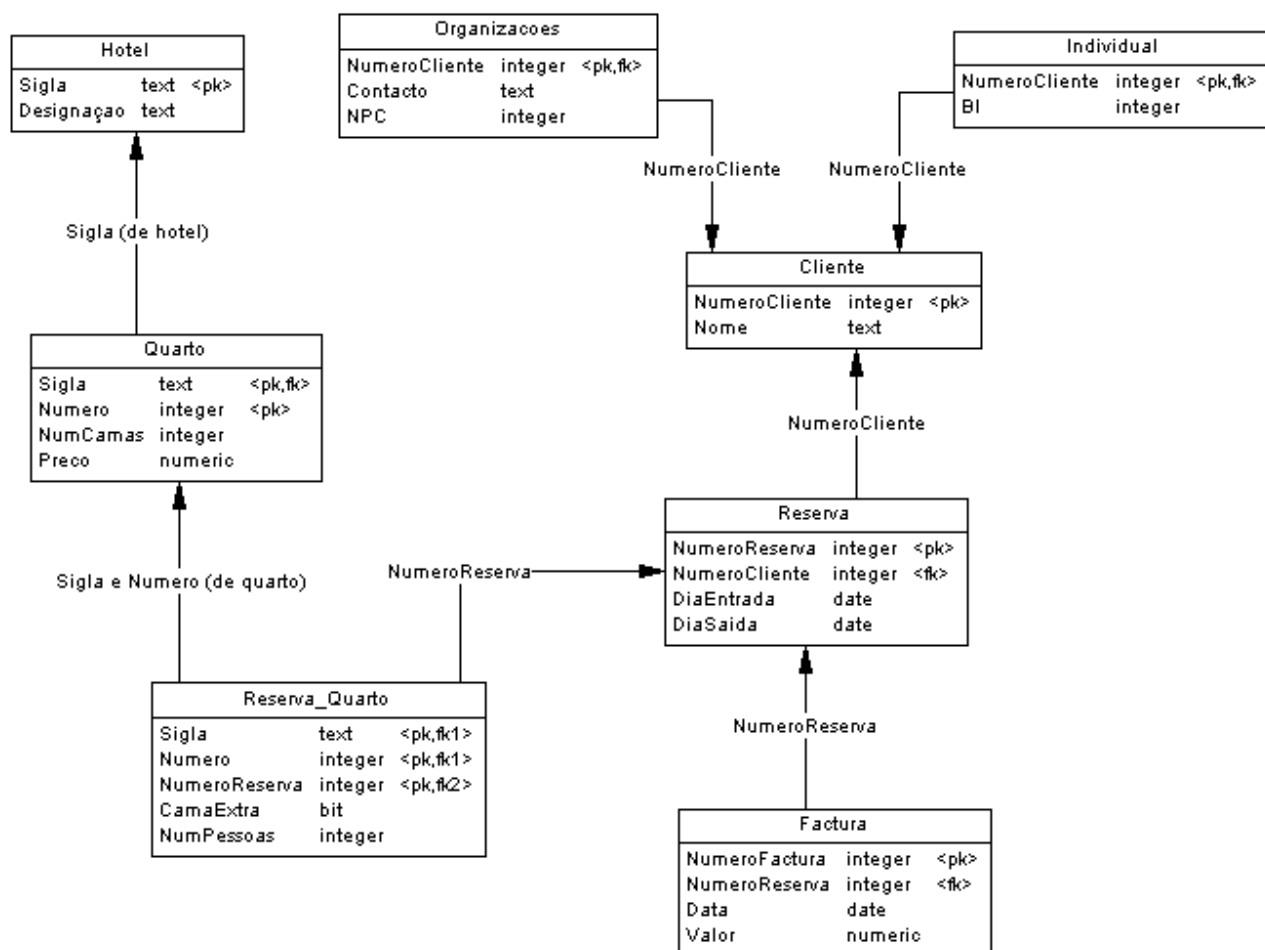 Hotel
Sigla text <pk>
Designaçao text
Organizacoes
NumeroCliente integer <pk,fk>
Contacto text
NPC integer
Individual
NumeroCliente integer <pk,fk>
BI integer
NumeroCliente
NumeroCliente
Sigla (de hotel)
Cliente
NumeroCliente integer <pk>
Nome text
Quarto
Sigla text <pk,fk>
Numero integer <pk>
NumCamas integer
Preco numeric
NumeroCliente
Reserva
NumeroReserva integer <pk>
NumeroCliente integer <fk>
DiaEntrada date
DiaSaida date
Sigla e Numero (de quarto)
NumeroReserva
Reserva_Quarto
Sigla text <pk,fk1>
Numero integer <pk,fk1>
NumeroReserva integer <pk,fk2>
CamaExtra bit
NumPessoas integer
NumeroReserva
Factura
NumeroFactura integer <pk>
NumeroReserva integer <fk>
Data date
Valor numeric